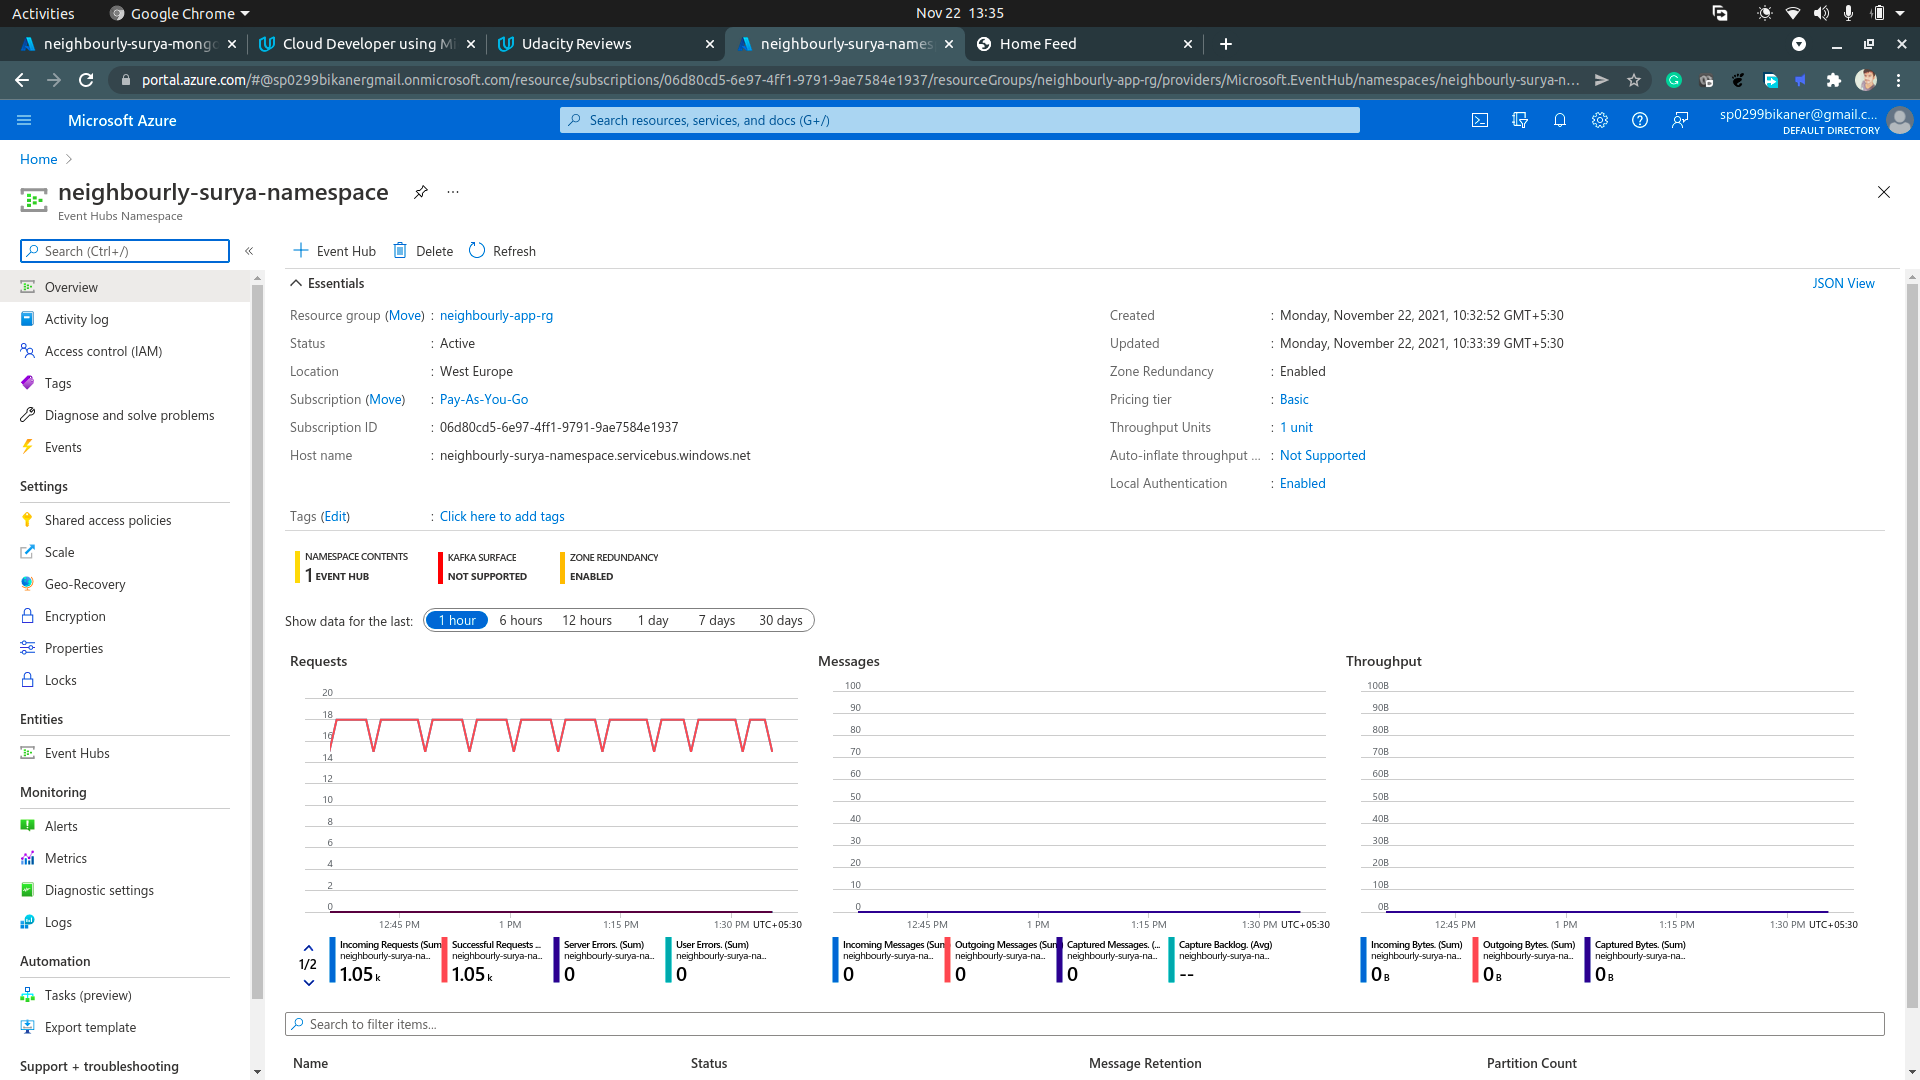 Activities
Google Chrome
Nov 22 13:35
neighbourly-surya-mongo
Cloud Developer using Mi
Udacity Reviews
neighbourly-surya-names
Home Feed
portal.azure.com/#@sp0299bikanergmail.onmicrosoft.com/resource/subscriptions/06d80cd5-6e97-4ff1-9791-9ae7584e1937/resourceGroups/neighbourly-app-rg/providers/Microsoft.EventHub/namespaces/neighbourly-surya-n...
Microsoft Azure
Search resources, services, and docs (G+/)
sp0299bikaner@gmail.c...
DEFAULT DIRECTORY
Home
neighbourly-surya-namespace
Event Hubs Namespace
Search (Ctrl+/)
Overview
Activity log
Access control (IAM)
Tags
Diagnose and solve problems
Events
Settings
Shared access policies
Scale
Geo-Recovery
Encryption
Properties
Locks
Entities
Event Hubs
Monitoring
Alerts
Metrics
Diagnostic settings
Logs
Automation
Tasks (preview)
Export template
Support + troubleshooting
Event Hub
Delete
Refresh
Essentials
JSON View
Resource group (Move) : neighbourly-app-rg
Status : Active
Location : West Europe
Subscription (Move) : Pay-As-You-Go
Subscription ID : 06d80cd5-6e97-4ff1-9791-9ae7584e1937
Host name : neighbourly-surya-namespace.servicebus.windows.net
Created : Monday, November 22, 2021, 10:32:52 GMT+5:30
Updated : Monday, November 22, 2021, 10:33:39 GMT+5:30
Zone Redundancy : Enabled
Pricing tier : Basic
Throughput Units : 1 unit
Auto-inflate throughput ... : Not Supported
Local Authentication : Enabled
Tags (Edit) : Click here to add tags
NAMESPACE CONTENTS
1 EVENT HUB
KAFKA SURFACE
NOT SUPPORTED
ZONE REDUNDANCY
ENABLED
Show data for the last:
1 hour
6 hours
12 hours
1 day
7 days
30 days
Requests
20
18
16
14
12
10
8
6
4
2
0
12:45 PM
1 PM
1:15 PM
1:30 PM
UTC+05:30
1/2
Incoming Requests (Sum
neighbourly-surya-na...
1.05 k
Successful Requests ...
neighbourly-surya-na...
1.05 k
Server Errors. (Sum)
neighbourly-surya-na...
0
User Errors. (Sum)
neighbourly-surya-na...
0
Messages
100
90
80
70
60
50
40
30
20
10
0
12:45 PM
1 PM
1:15 PM
1:30 PM
UTC+05:30
Incoming Messages (Sum
neighbourly-surya-na...
0
Outgoing Messages (Sum
neighbourly-surya-na...
0
Captured Messages. (...
neighbourly-surya-na...
0
Capture Backlog. (Avg)
neighbourly-surya-na...
--
Throughput
100B
90B
80B
70B
60B
50B
40B
30B
20B
10B
0B
12:45 PM
1 PM
1:15 PM
1:30 PM
UTC+05:30
Incoming Bytes. (Sum)
neighbourly-surya-na...
0 B
Outgoing Bytes. (Sum)
neighbourly-surya-na...
0 B
Captured Bytes. (Sum)
neighbourly-surya-na...
0 B
Search to filter items...
Name
Status
Message Retention
Partition Count